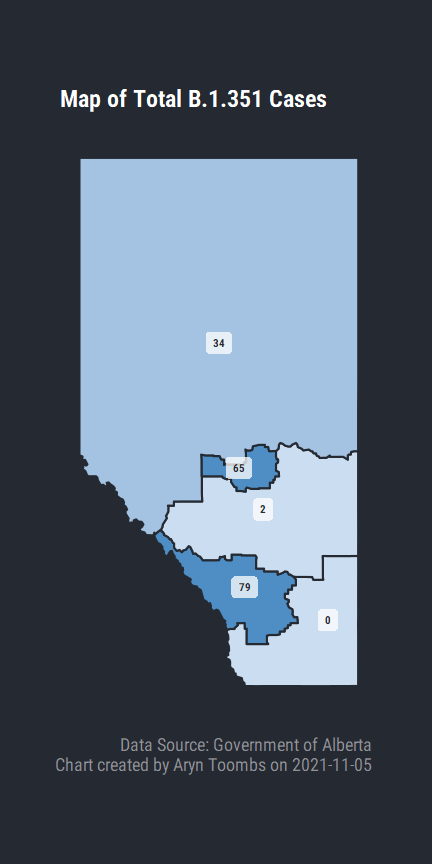 Map of Total B.1.351 Cases
34
65
2
79
0
Data Source: Government of Alberta
Chart created by Aryn Toombs on 2021-11-05